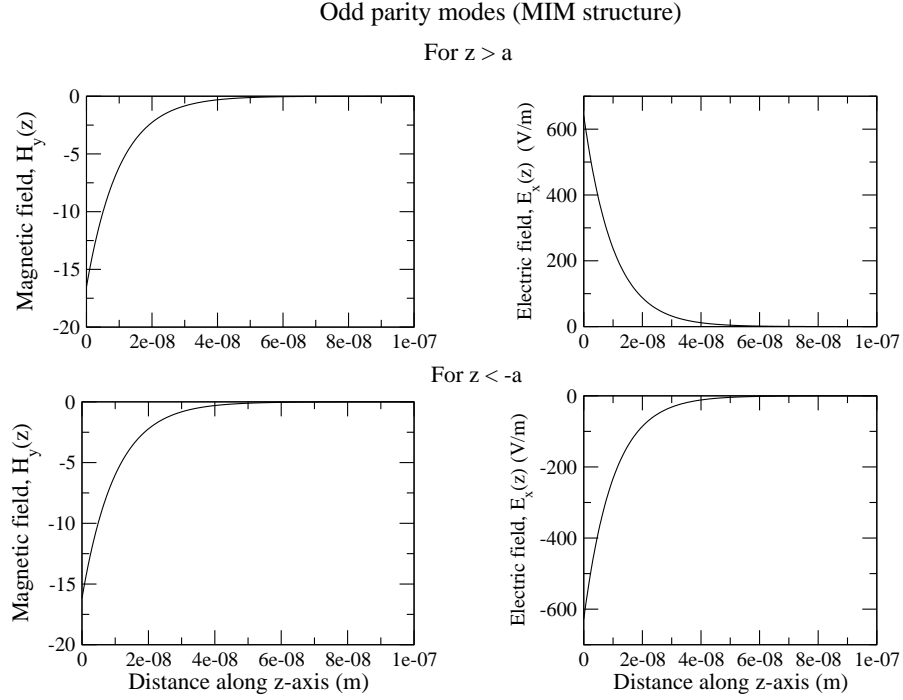 Odd parity modes (MIM structure)
For z > a
Magnetic field, H_y(z)
0
-5
-10
-15
-20
0
2e-08
4e-08
6e-08
8e-08
1e-07
Electric field, E_x(z) (V/m)
600
400
200
0
0
2e-08
4e-08
6e-08
8e-08
1e-07
For z < -a
Magnetic field, H_y(z)
0
-5
-10
-15
-20
0
2e-08
4e-08
6e-08
8e-08
1e-07
Distance along z-axis (m)
Electric field, E_x(z) (V/m)
0
-200
-400
-600
0
2e-08
4e-08
6e-08
8e-08
1e-07
Distance along z-axis (m)